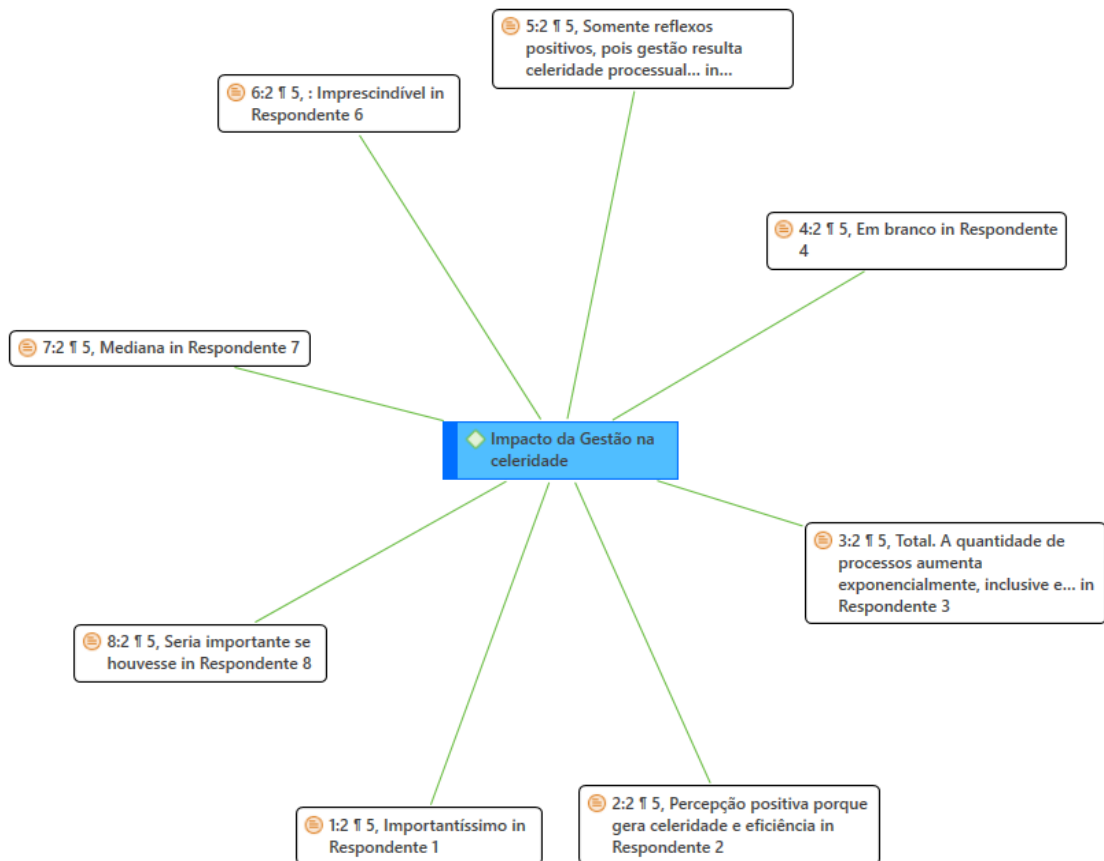 5:2 ¶ 5, Somente reflexos
positivos, pois gestão resulta
celeridade processual... in...
6:2 ¶ 5, : Imprescindível in
Respondente 6
4:2 ¶ 5, Em branco in Respondente
4
7:2 ¶ 5, Mediana in Respondente 7
Impacto da Gestão na
celeridade
3:2 ¶ 5, Total. A quantidade de
processos aumenta
exponencialmente, inclusive e... in
Respondente 3
8:2 ¶ 5, Seria importante se
houvesse in Respondente 8
2:2 ¶ 5, Percepção positiva porque
gera celeridade e eficiência in
Respondente 2
1:2 ¶ 5, Importantíssimo in
Respondente 1